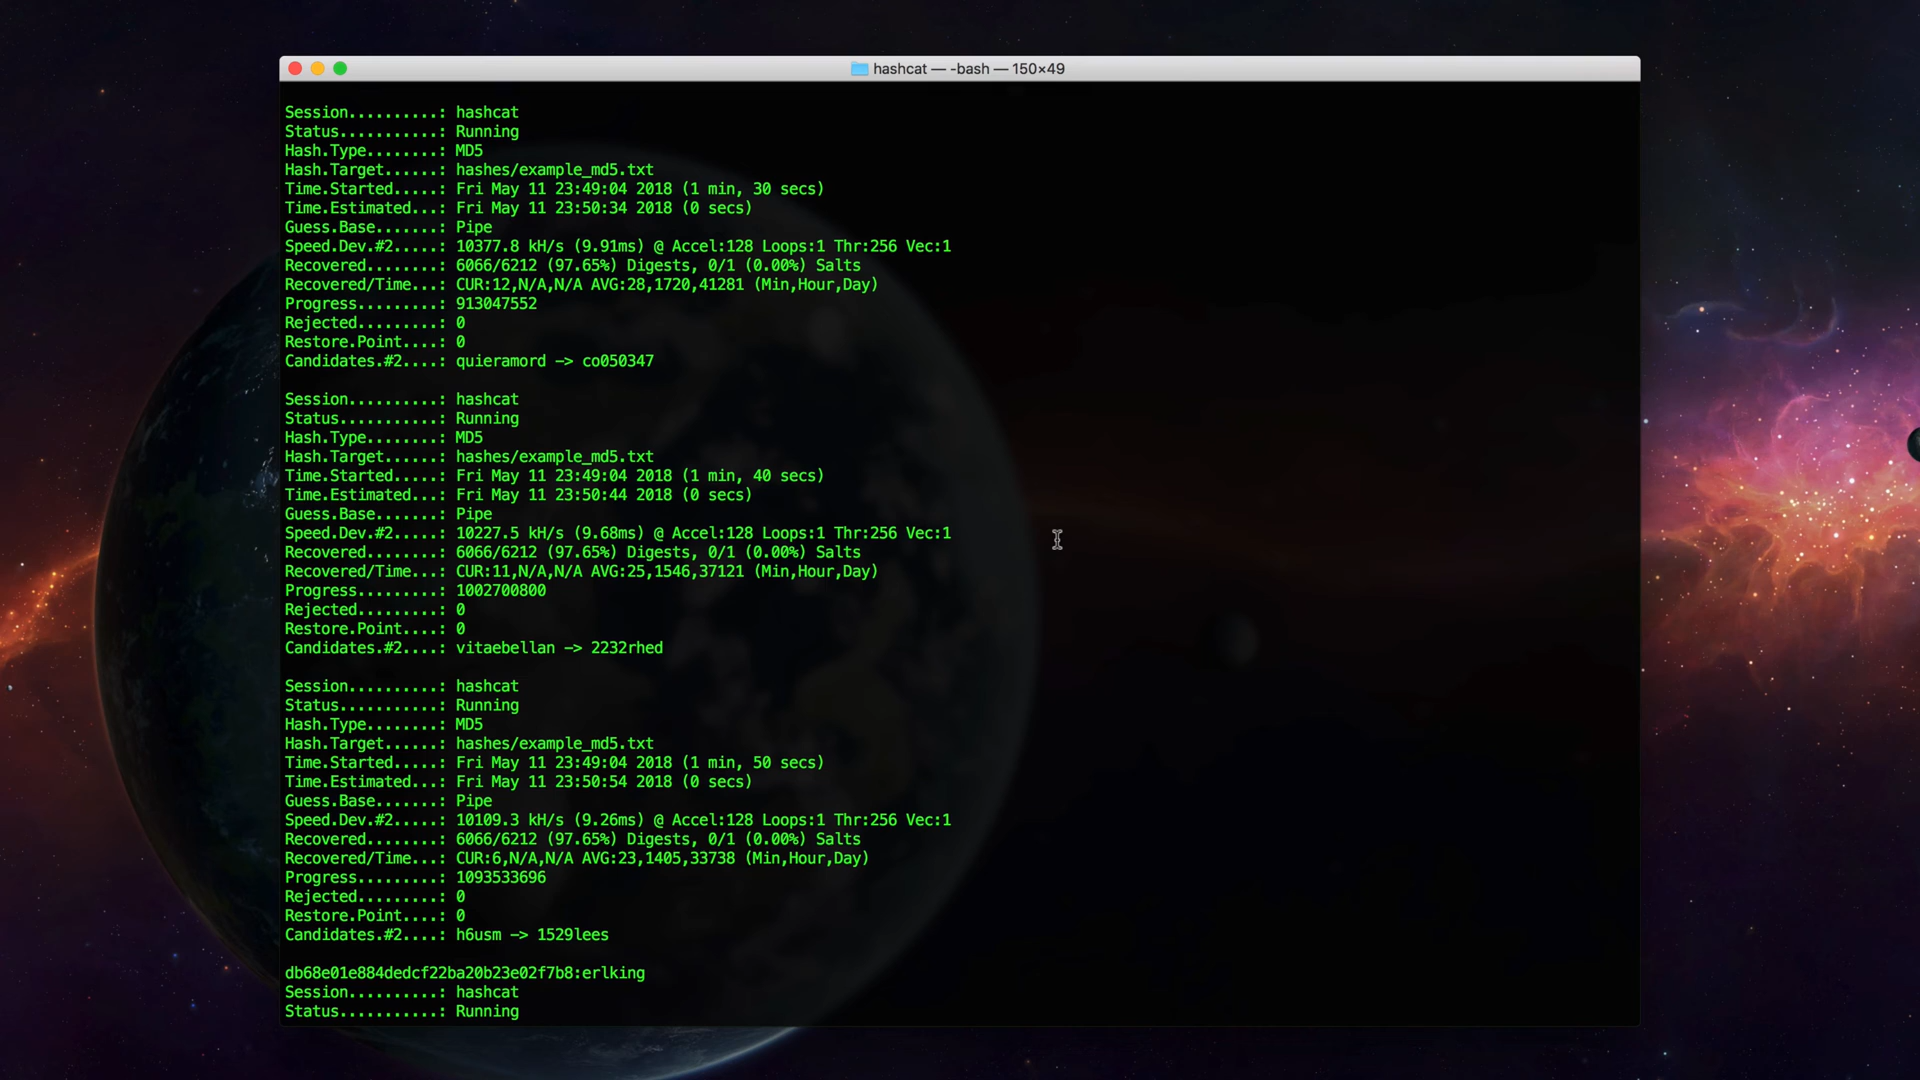 hashcat — -bash — 150×49
Session..........: hashcat
Status...........: Running
Hash.Type........: MD5
Hash.Target......: hashes/example_md5.txt
Time.Started.....: Fri May 11 23:49:04 2018 (1 min, 30 secs)
Time.Estimated...: Fri May 11 23:50:34 2018 (0 secs)
Guess.Base.......: Pipe
Speed.Dev.#2.....: 10377.8 kH/s (9.91ms) @ Accel:128 Loops:1 Thr:256 Vec:1
Recovered........: 6066/6212 (97.65%) Digests, 0/1 (0.00%) Salts
Recovered/Time...: CUR:12,N/A,N/A AVG:28,1720,41281 (Min,Hour,Day)
Progress.........: 913047552
Rejected.........: 0
Restore.Point....: 0
Candidates.#2....: quieramord -> co050347
Session..........: hashcat
Status...........: Running
Hash.Type........: MD5
Hash.Target......: hashes/example_md5.txt
Time.Started.....: Fri May 11 23:49:04 2018 (1 min, 40 secs)
Time.Estimated...: Fri May 11 23:50:44 2018 (0 secs)
Guess.Base.......: Pipe
Speed.Dev.#2.....: 10227.5 kH/s (9.68ms) @ Accel:128 Loops:1 Thr:256 Vec:1
Recovered........: 6066/6212 (97.65%) Digests, 0/1 (0.00%) Salts
Recovered/Time...: CUR:11,N/A,N/A AVG:25,1546,37121 (Min,Hour,Day)
Progress.........: 1002700800
Rejected.........: 0
Restore.Point....: 0
Candidates.#2....: vitaebellan -> 2232rhed
Session..........: hashcat
Status...........: Running
Hash.Type........: MD5
Hash.Target......: hashes/example_md5.txt
Time.Started.....: Fri May 11 23:49:04 2018 (1 min, 50 secs)
Time.Estimated...: Fri May 11 23:50:54 2018 (0 secs)
Guess.Base.......: Pipe
Speed.Dev.#2.....: 10109.3 kH/s (9.26ms) @ Accel:128 Loops:1 Thr:256 Vec:1
Recovered........: 6066/6212 (97.65%) Digests, 0/1 (0.00%) Salts
Recovered/Time...: CUR:6,N/A,N/A AVG:23,1405,33738 (Min,Hour,Day)
Progress.........: 1093533696
Rejected.........: 0
Restore.Point....: 0
Candidates.#2....: h6usm -> 1529lees
db68e01e884dedcf22ba20b23e02f7b8:erlking
Session..........: hashcat
Status...........: Running